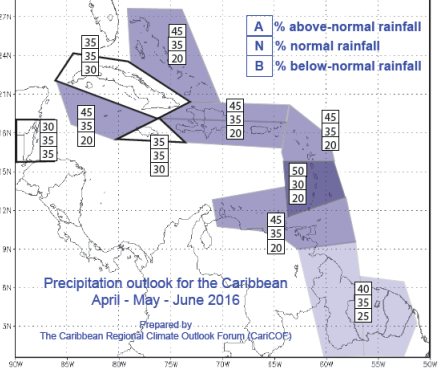 27N
24N
21N
18N
15N
12N
9N
6N
3N
90W
85W
80W
75W
70W
65W
60W
55W
50W
A % above-normal rainfall
N % normal rainfall
B % below-normal rainfall
45
35
20
35
35
30
45
35
20
30
35
35
35
35
30
45
35
20
45
35
20
50
30
20
45
35
20
40
35
25
Precipitation outlook for the Caribbean
April - May - June 2016
Prepared by
The Caribbean Regional Climate Outlook Forum (CariCOF)